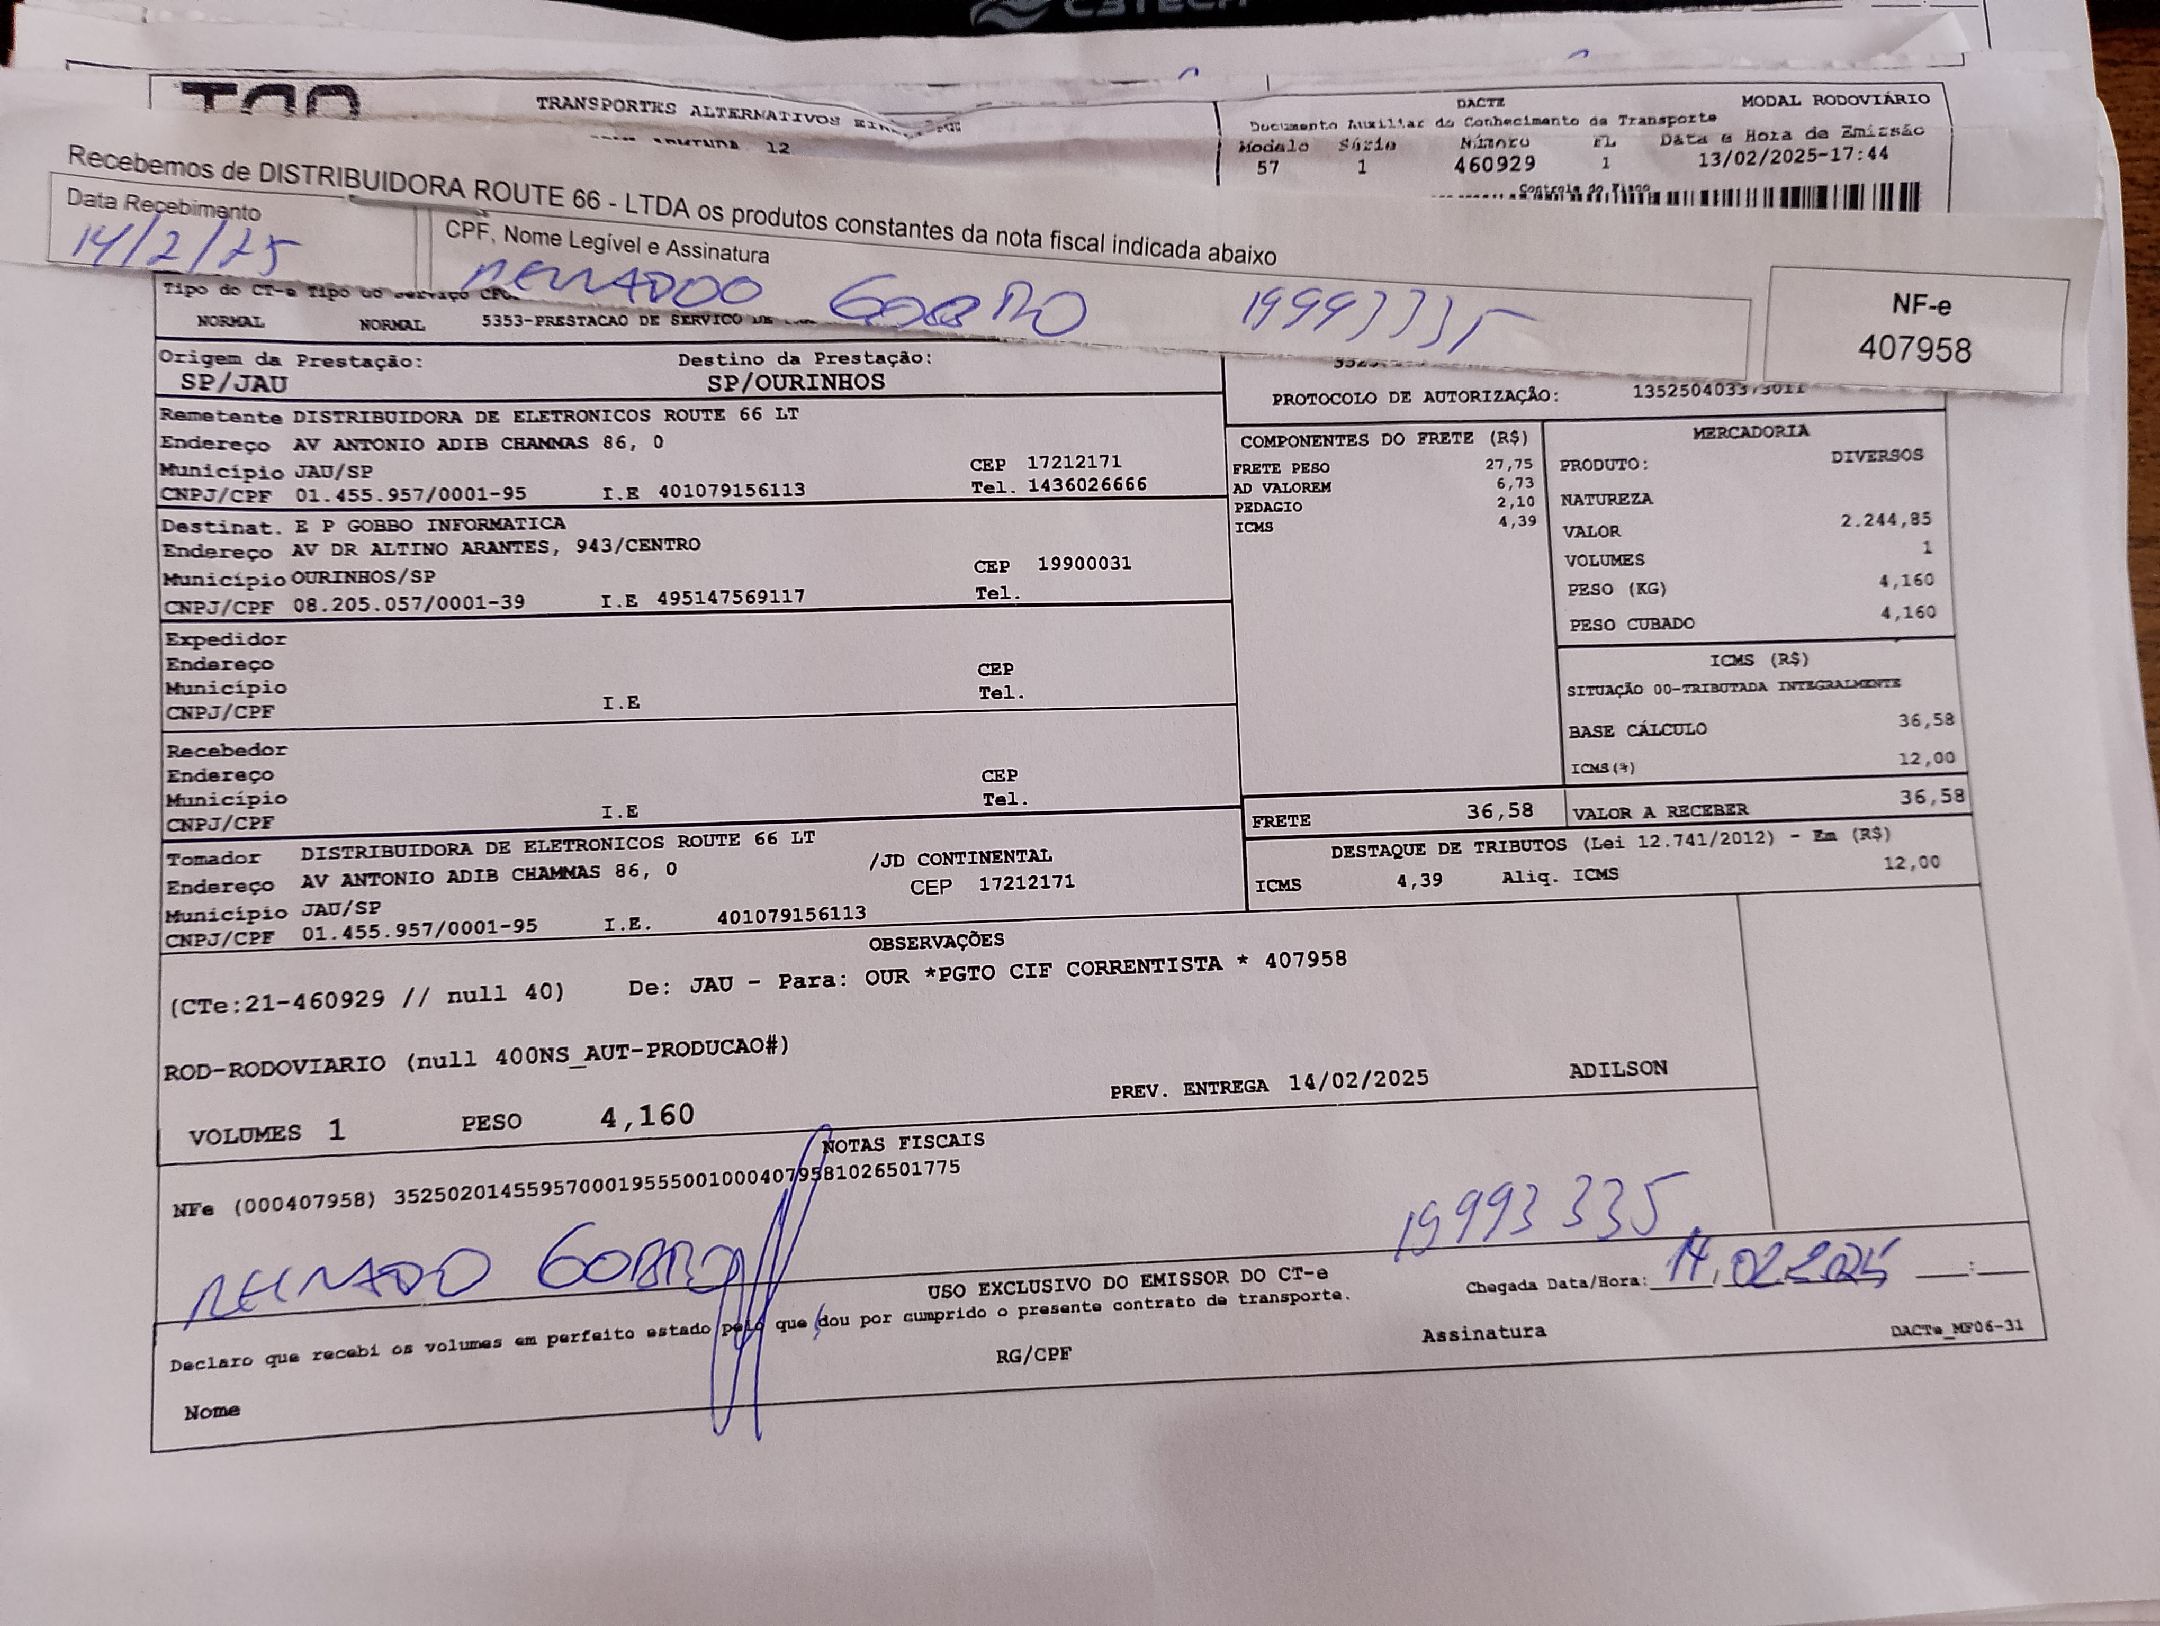 C3TECH
TRANSPORTES ALTERNATIVOS
12
DACTE
MODAL RODOVIÁRIO
Documento Auxiliar do Conhecimento de Transporte
Modelo Série Número FL Data e Hora de Emissão
57 1 460929 1 13/02/2025-17:44
Controle do Fisco
Recebemos de DISTRIBUIDORA ROUTE 66 - LTDA os produtos constantes da nota fiscal indicada abaixo
Data Recebimento
14/2/25
CPF, Nome Legível e Assinatura
GOBBO 19993335
NF-e
407958
Tipo do CT-e Tipo do Serviço
NORMAL NORMAL 5353-PRESTACAO DE SERVICO DE
Origem da Prestação: Destino da Prestação:
SP/JAU SP/OURINHOS
PROTOCOLO DE AUTORIZAÇÃO:
Remetente DISTRIBUIDORA DE ELETRONICOS ROUTE 66 LT
Endereço AV ANTONIO ADIB CHAMMAS 86, 0
Município JAU/SP CEP 17212171
CNPJ/CPF 01.455.957/0001-95 I.E 401079156113 Tel. 1436026666
Destinat. E P GOBBO INFORMATICA
Endereço AV DR ALTINO ARANTES, 943/CENTRO
Município OURINHOS/SP CEP 19900031
CNPJ/CPF 08.205.057/0001-39 I.E 495147569117 Tel.
Expedidor
Endereço
Município CEP
CNPJ/CPF I.E Tel.
Recebedor
Endereço
Município CEP
CNPJ/CPF I.E Tel.
Tomador DISTRIBUIDORA DE ELETRONICOS ROUTE 66 LT
Endereço AV ANTONIO ADIB CHAMMAS 86, 0 /JD CONTINENTAL
Município JAU/SP CEP 17212171
CNPJ/CPF 01.455.957/0001-95 I.E. 401079156113
COMPONENTES DO FRETE (R$)
FRETE PESO 27,75
AD VALOREM 6,73
PEDAGIO 2,10
ICMS 4,39
MERCADORIA
PRODUTO: DIVERSOS
NATUREZA
VALOR 2.244,85
VOLUMES 1
PESO (KG) 4,160
PESO CUBADO 4,160
ICMS (R$)
SITUAÇÃO 00-TRIBUTADA INTEGRALMENTE
BASE CÁLCULO 36,58
ICMS(%) 12,00
FRETE 36,58 VALOR A RECEBER 36,58
DESTAQUE DE TRIBUTOS (Lei 12.741/2012) - Em (R$)
ICMS 4,39 Aliq. ICMS 12,00
OBSERVAÇÕES
(CTe:21-460929 // null 40) De: JAU - Para: OUR *PGTO CIF CORRENTISTA * 407958
ROD-RODOVIARIO (null 400NS_AUT-PRODUCAO#)
VOLUMES 1 PESO 4,160 PREV. ENTREGA 14/02/2025 ADILSON
NOTAS FISCAIS
NFe (000407958) 35250201455957000195550010004079581026501775
GOBBO 19993335
USO EXCLUSIVO DO EMISSOR DO CT-e
Chegada Data/Hora: 14.02.2025 __:__
Declaro que recebi os volumes em perfeito estado pelo que dou por cumprido o presente contrato de transporte.
Nome RG/CPF Assinatura
DACTe_MF06-31